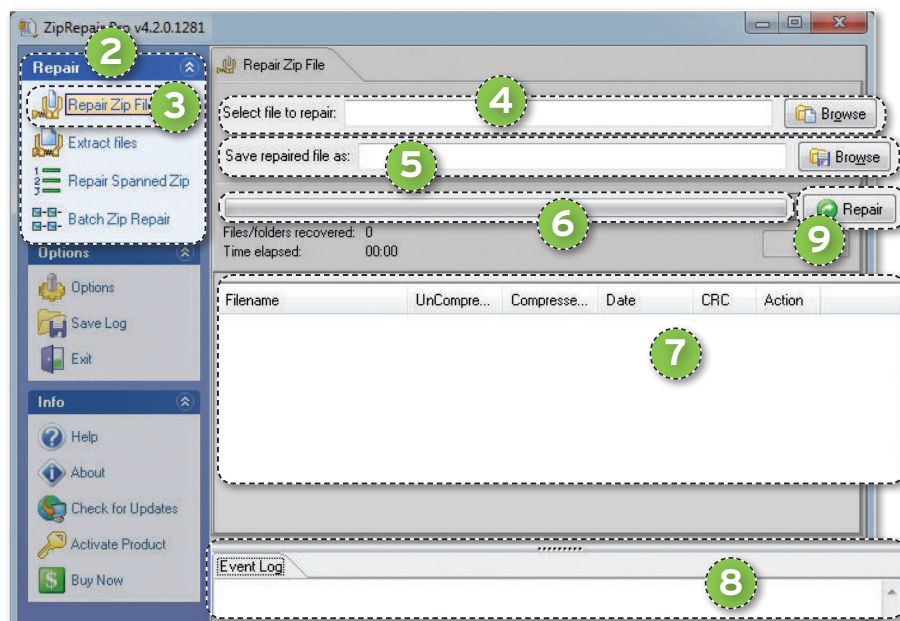 ZipRepair Pro v4.2.0.1281
2
Repair
Repair Zip File
3
Extract files
Repair Spanned Zip
Batch Zip Repair
Options
Options
Save Log
Exit
Info
Help
About
Check for Updates
Activate Product
Buy Now
Repair Zip File
Select file to repair:
4
Browse
Save repaired file as:
5
Browse
6
Repair
9
Files/folders recovered: 0
Time elapsed: 00:00
Filename UnCompre... Compresse... Date CRC Action
7
Event Log
8